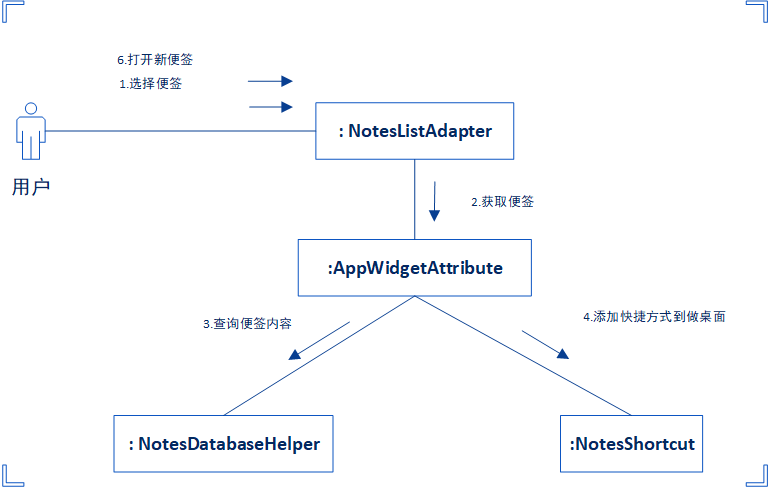 6.打开新便签
1.选择便签
: NotesListAdapter
用户
2.获取便签
:AppWidgetAttribute
3.查询便签内容
4.添加快捷方式到做桌面
: NotesDatabaseHelper
:NotesShortcut